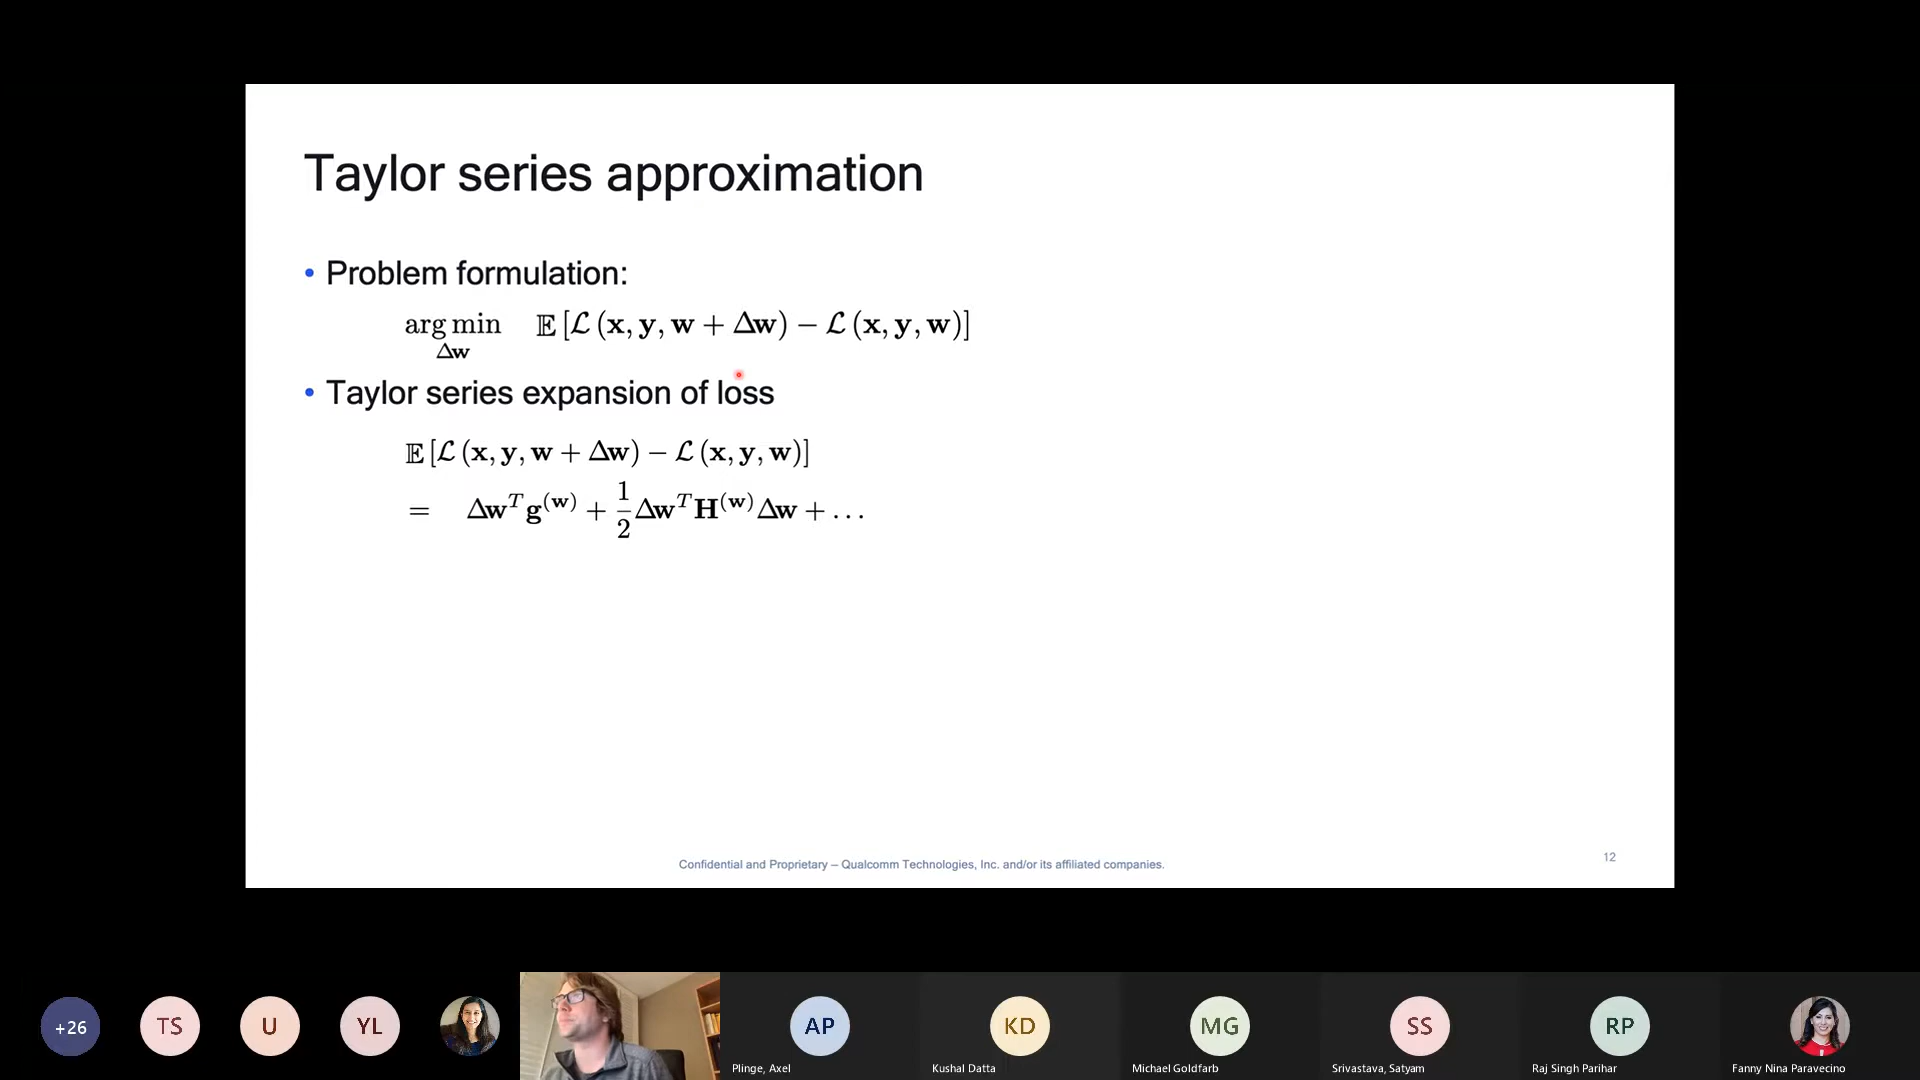 Taylor series approximation
• Problem formulation:
arg min 𝔼 [ℒ (x, y, w + Δw) − ℒ (x, y, w)]
Δw
• Taylor series expansion of loss
𝔼 [ℒ (x, y, w + Δw) − ℒ (x, y, w)]
= Δw^T g^(w) + 1/2 Δw^T H^(w) Δw + . . .
Confidential and Proprietary – Qualcomm Technologies, Inc. and/or its affiliated companies.
12
+26
TS
U
YL
AP
KD
MG
SS
RP
Plinge, Axel
Kushal Datta
Michael Goldfarb
Srivastava, Satyam
Raj Singh Parihar
Fanny Nina Paravecino